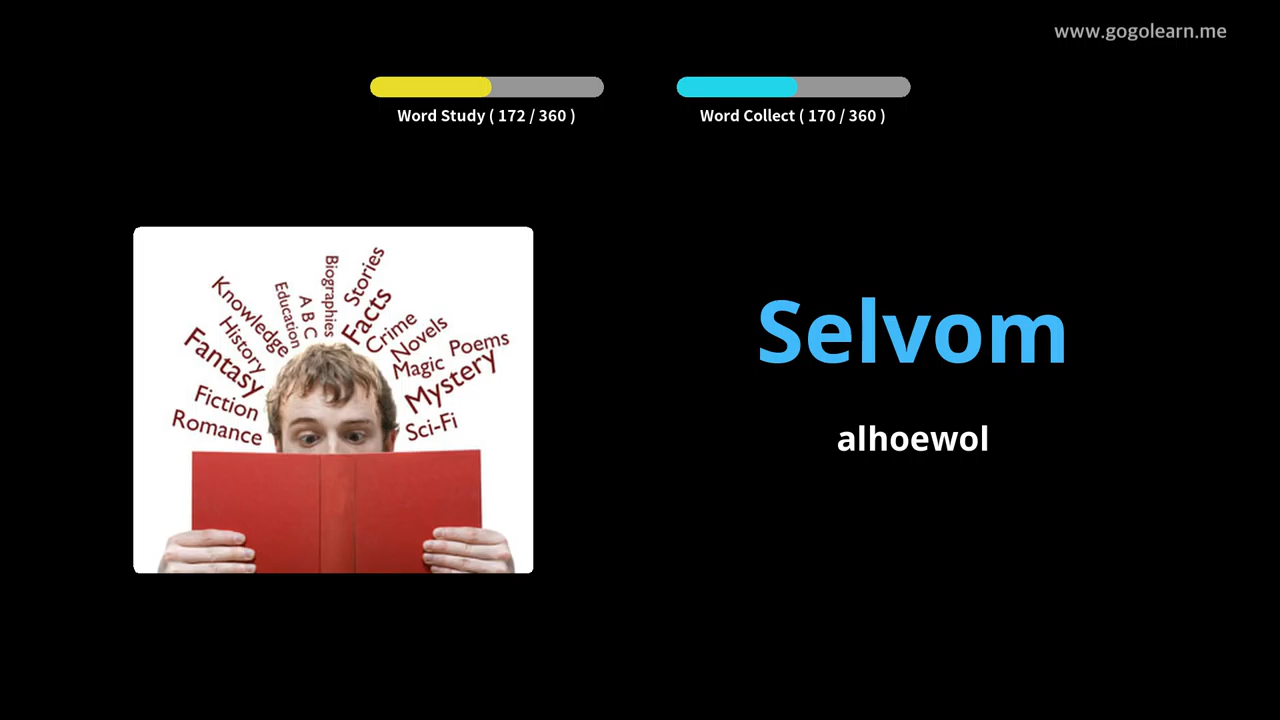 www.gogolearn.me
Word Study ( 172 / 360 )
Word Collect ( 170 / 360 )
Biographies
Stories
Education
A B C
Facts
Knowledge
Crime
History
Novels
Fantasy
Magic
Poems
Mystery
Fiction
Romance
Sci-Fi
Selvom
alhoewol